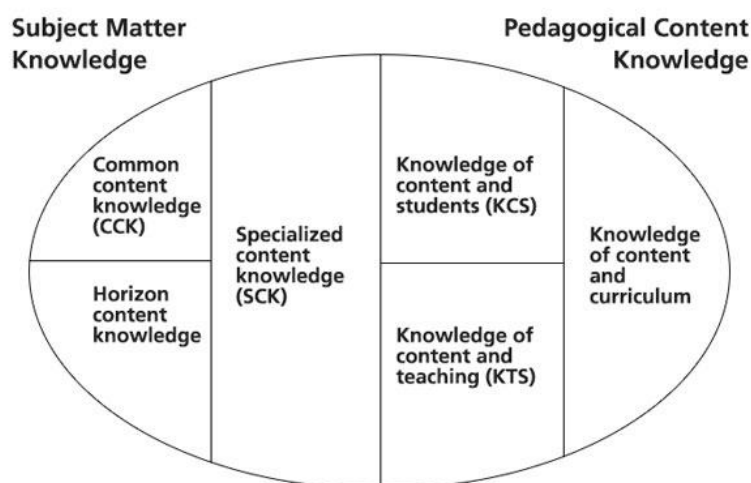 Subject Matter
Knowledge
Pedagogical Content
Knowledge
Common
content
knowledge
(CCK)
Horizon
content
knowledge
Specialized
content
knowledge
(SCK)
Knowledge of
content and
students (KCS)
Knowledge of
content and
teaching (KTS)
Knowledge
of content
and
curriculum